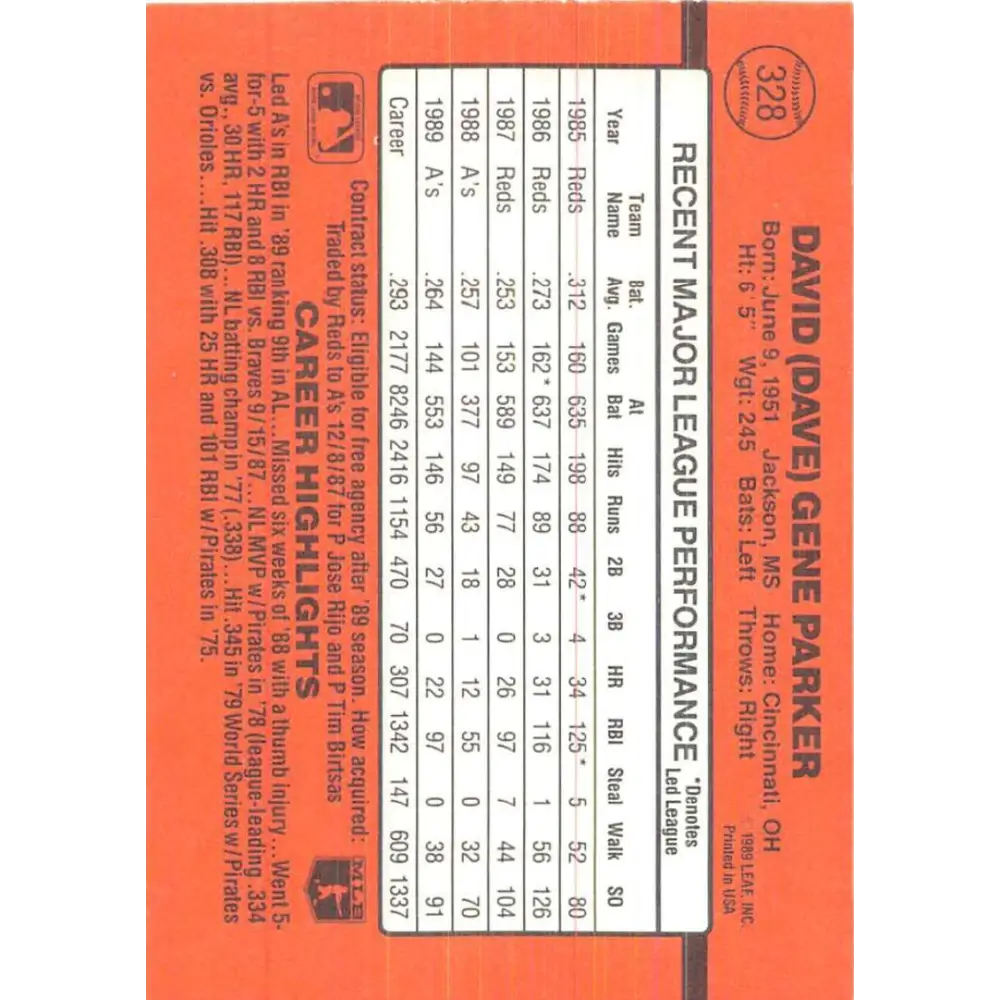 328
DAVID (DAVE) GENE PARKER
Born: June 9, 1951 Jackson, MS Home: Cincinnati, OH
Ht: 6' 5" Wgt: 245 Bats: Left Throws: Right
© 1989 LEAF, INC.
Printed in USA
RECENT MAJOR LEAGUE PERFORMANCE *Denotes Led League
Year Team Name Bat. Avg. Games At Bat Hits Runs 2B 3B HR RBI Steal Walk SO
1985 Reds .312 160 635 198 88 42* 4 34 125* 5 52 80
1986 Reds .273 162* 637 174 89 31 3 31 116 1 56 126
1987 Reds .253 153 589 149 77 28 0 26 97 7 44 104
1988 A's .257 101 377 97 43 18 1 12 55 0 32 70
1989 A's .264 144 553 146 56 27 0 22 97 0 38 91
Career .293 2177 8246 2416 1154 470 70 307 1342 147 609 1337
Contract status: Eligible for free agency after '89 season. How acquired:
Traded by Reds to A's 12/8/87 for P Jose Rijo and P Tim Birtsas
MLB
CAREER HIGHLIGHTS
Led A's in RBI in '89 ranking 9th in AL...Missed six weeks of '88 with a thumb injury...Went 5-
for-5 with 2 HR and 8 RBI vs. Braves 9/15/87...NL MVP w/Pirates in '78 (league-leading .334
avg., 30 HR, 117 RBI)...NL batting champ in '77 (.338)...Hit .345 in '79 World Series w/Pirates
vs. Orioles...Hit .308 with 25 HR and 101 RBI w/Pirates in '75.